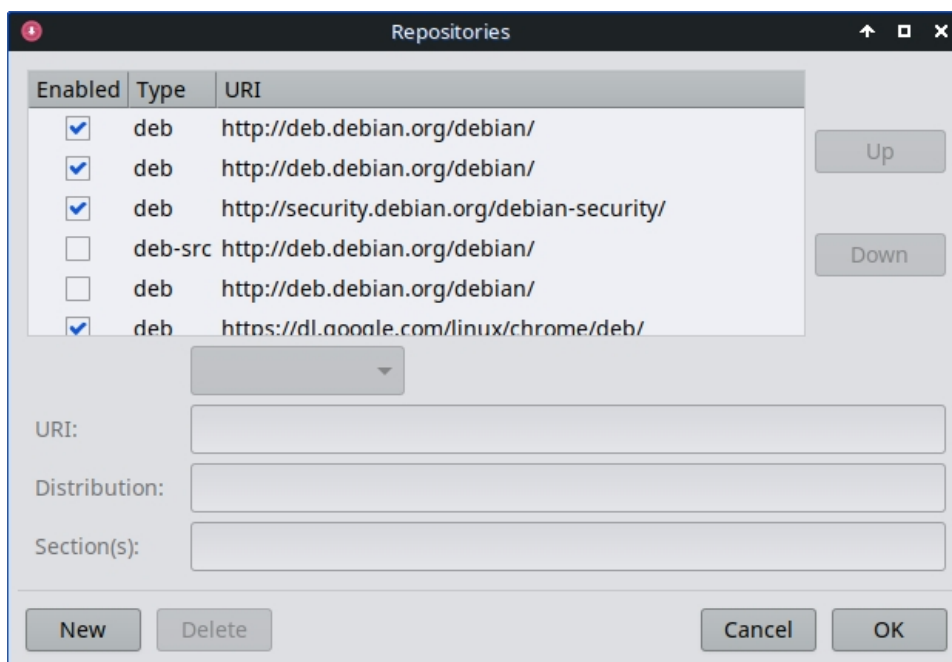 Repositories
Enabled Type URI
deb http://deb.debian.org/debian/
deb http://deb.debian.org/debian/
deb http://security.debian.org/debian-security/
deb-src http://deb.debian.org/debian/
deb http://deb.debian.org/debian/
deb https://dl.google.com/linux/chrome/deb/
Up
Down
URI:
Distribution:
Section(s):
New Delete Cancel OK